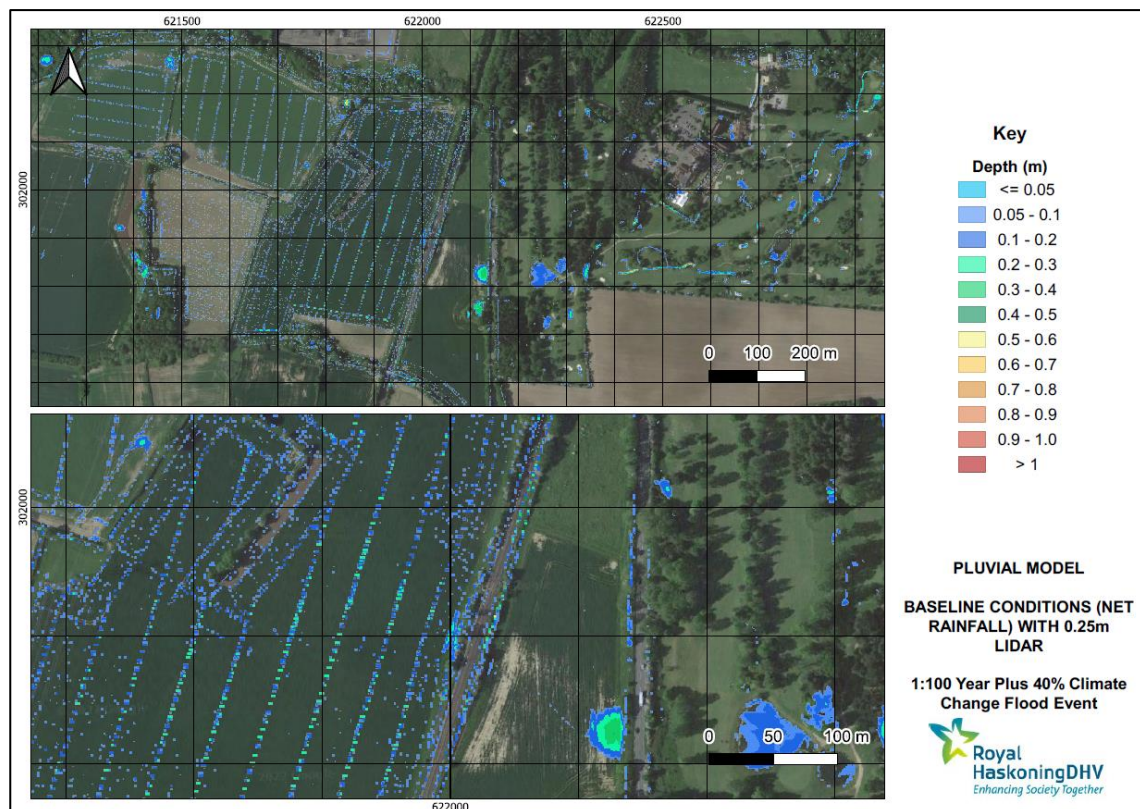 621500
622000
622500
302000
0
100
200 m
302000
0
50
100 m
622000
Key
Depth (m)
<= 0.05
0.05 - 0.1
0.1 - 0.2
0.2 - 0.3
0.3 - 0.4
0.4 - 0.5
0.5 - 0.6
0.6 - 0.7
0.7 - 0.8
0.8 - 0.9
0.9 - 1.0
> 1
PLUVIAL MODEL
BASELINE CONDITIONS (NET
RAINFALL) WITH 0.25m
LIDAR
1:100 Year Plus 40% Climate
Change Flood Event
Royal
HaskoningDHV
Enhancing Society Together